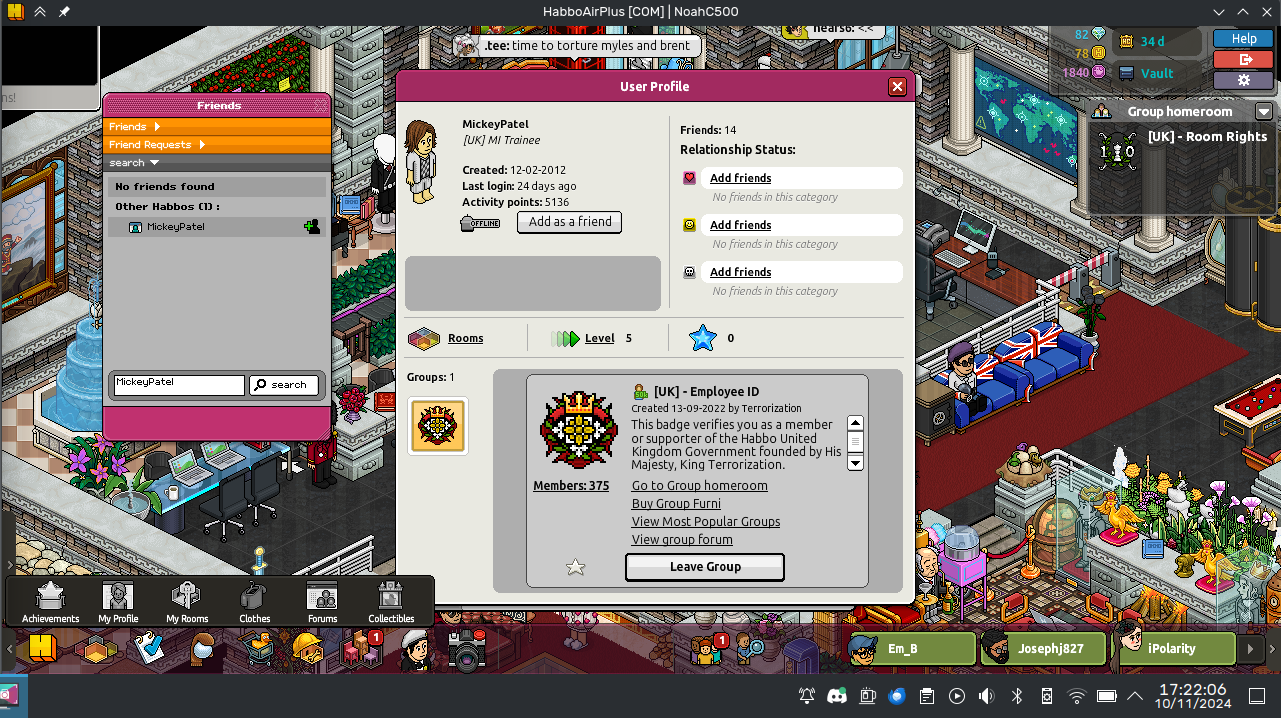 HabboAirPlus [COM] | NoahC500
.tee: time to torture myles and brent
hearso: <.<
ns!
82
78
1840
34 d
Vault
Help
Group homeroom
[UK] - Room Rights
Friends
Friends
Friend Requests
search
No friends found
Other Habbos (1) :
MickeyPatel
MickeyPatel
search
User Profile
MickeyPatel
[UK] MI Trainee
Created: 12-02-2012
Last login: 24 days ago
Activity points: 5136
OFFLINE
Add as a friend
Friends: 14
Relationship Status:
Add friends
No friends in this category
Add friends
No friends in this category
Add friends
No friends in this category
Rooms
Level 5
0
Groups: 1
[UK] - Employee ID
Created 13-09-2022 by Terrorization
This badge verifies you as a member
or supporter of the Habbo United
Kingdom Government founded by His
Majesty, King Terrorization.
Members: 375
Go to Group homeroom
Buy Group Furni
View Most Popular Groups
View group forum
Leave Group
Achievements
My Profile
My Rooms
Clothes
Forums
Collectibles
1
1
Em_B
Josephj827
iPolarity
17:22:06
10/11/2024